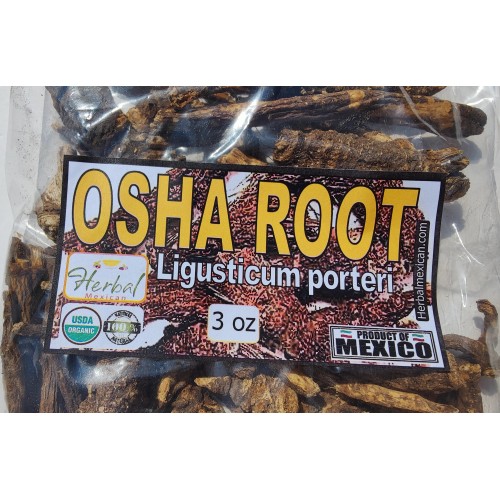 OSHA ROOT
Ligusticum porteri
Herbal
Mexican
Herbalmexican.com
USDA
ORGANIC
100%
3 oz
PRODUCT OF
MEXICO